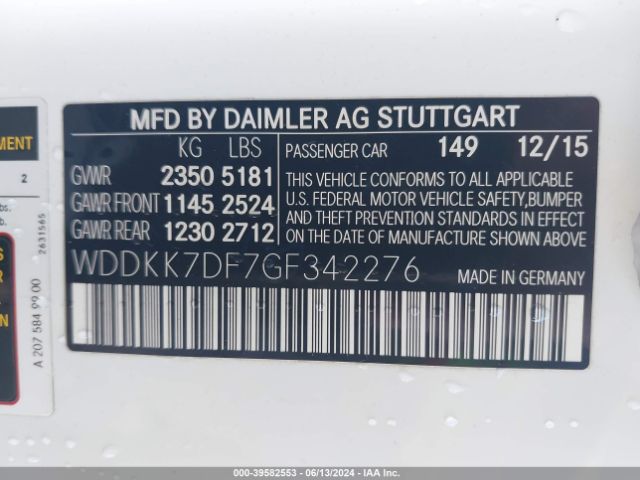 MFD BY DAIMLER AG STUTTGART
KG LBS
GVWR 2350 5181
GAWR FRONT 1145 2524
GAWR REAR 1230 2712
PASSENGER CAR 149 12/15
THIS VEHICLE CONFORMS TO ALL APPLICABLE
U.S. FEDERAL MOTOR VEHICLE SAFETY,BUMPER
AND THEFT PREVENTION STANDARDS IN EFFECT
ON THE DATE OF MANUFACTURE SHOWN ABOVE
WDDKK7DF7GF342276
MADE IN GERMANY
MENT
2
bs.
2631565
S
R
ON
A 207 584 99 00
000-39582553 - 06/13/2024 - IAA Inc.